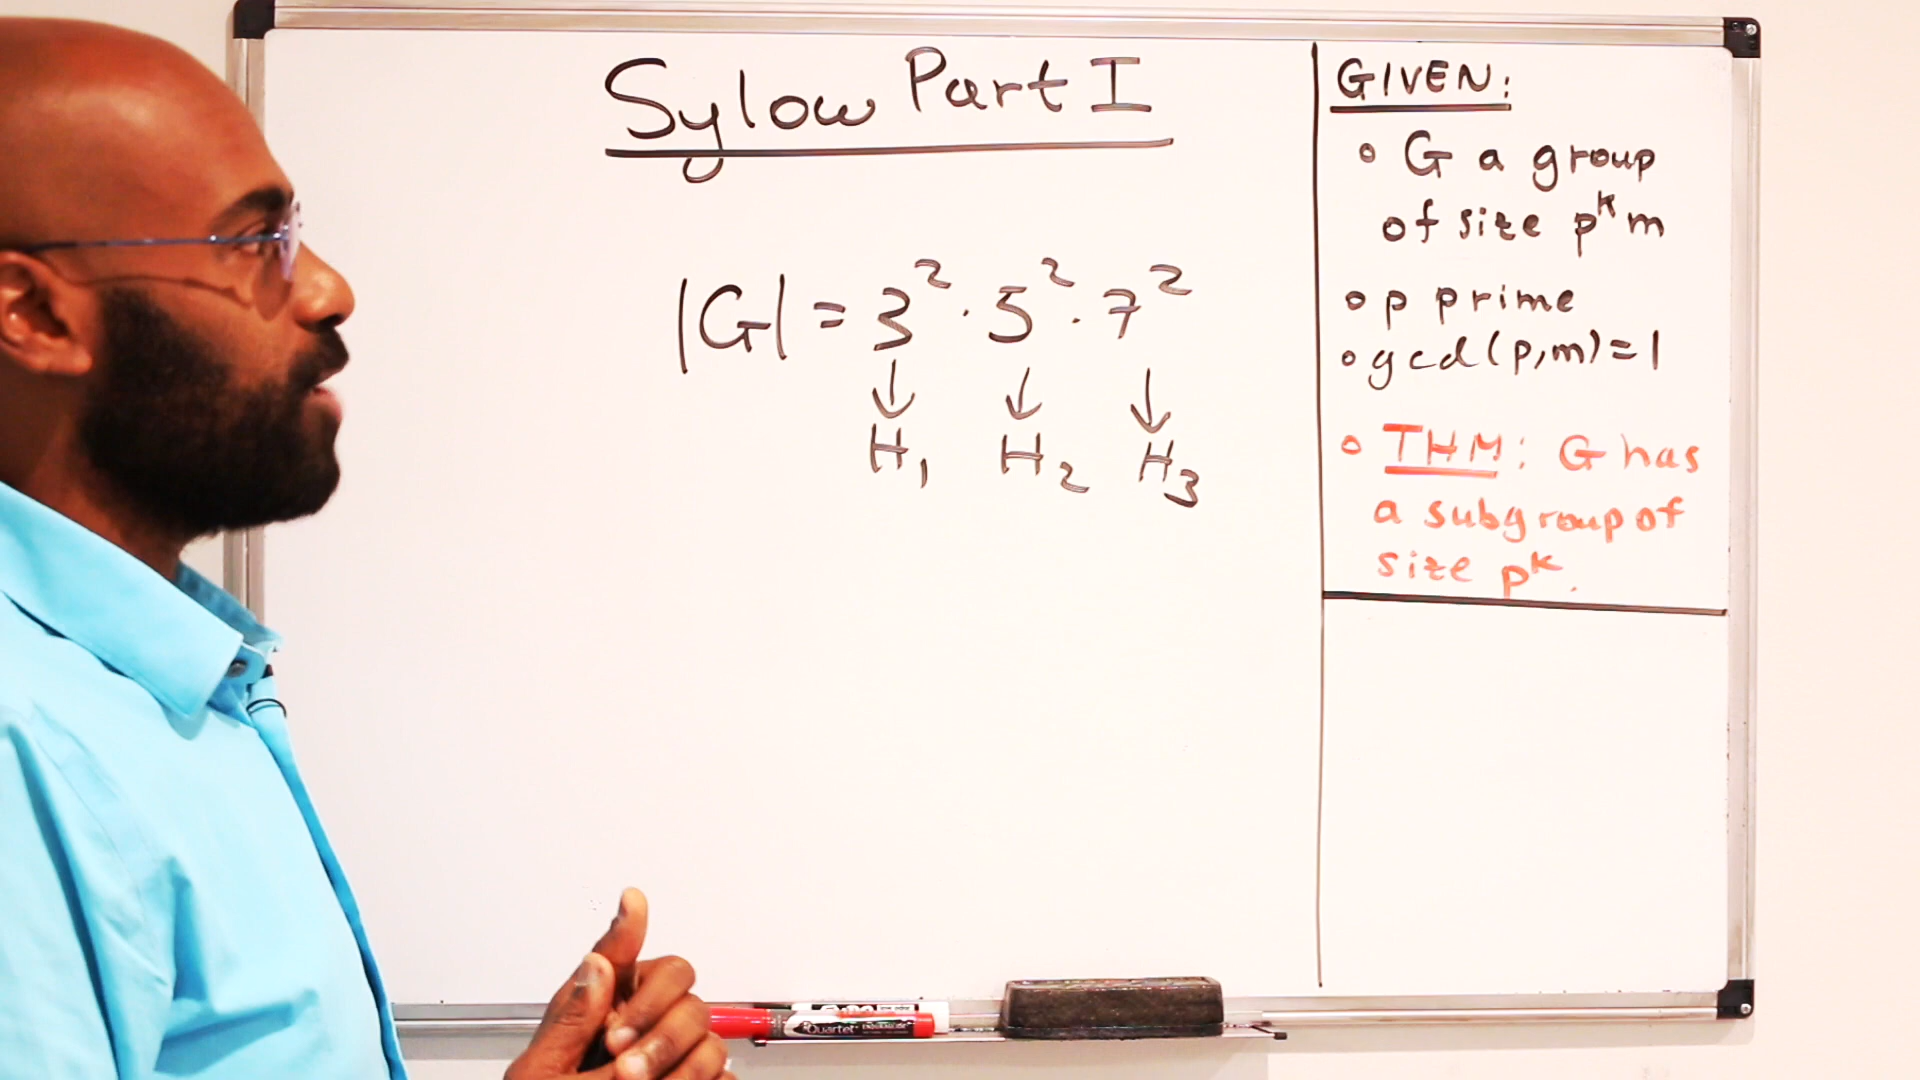 Sylow Part I
|G| = 3² · 5² · 7²
↓ ↓ ↓
H₁ H₂ H₃
GIVEN:
∘ G a group
of size pᵏm
∘ p prime
∘ gcd(p,m)=1
∘ THM: G has
a subgroup of
size pᵏ.
Quartet